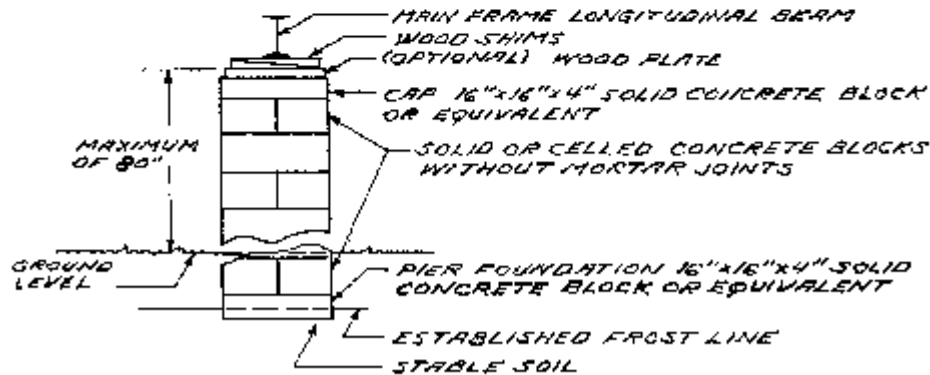 MAIN FRAME LONGITUDINAL BEAM
WOOD SHIMS
(OPTIONAL) WOOD PLATE
CAP 16"x16"x4" SOLID CONCRETE BLOCK
OR EQUIVALENT
MAXIMUM
OF 80"
SOLID OR CELLED CONCRETE BLOCKS
WITHOUT MORTAR JOINTS
GROUND
LEVEL
PIER FOUNDATION 16"x16"x4" SOLID
CONCRETE BLOCK OR EQUIVALENT
ESTABLISHED FROST LINE
STABLE SOIL